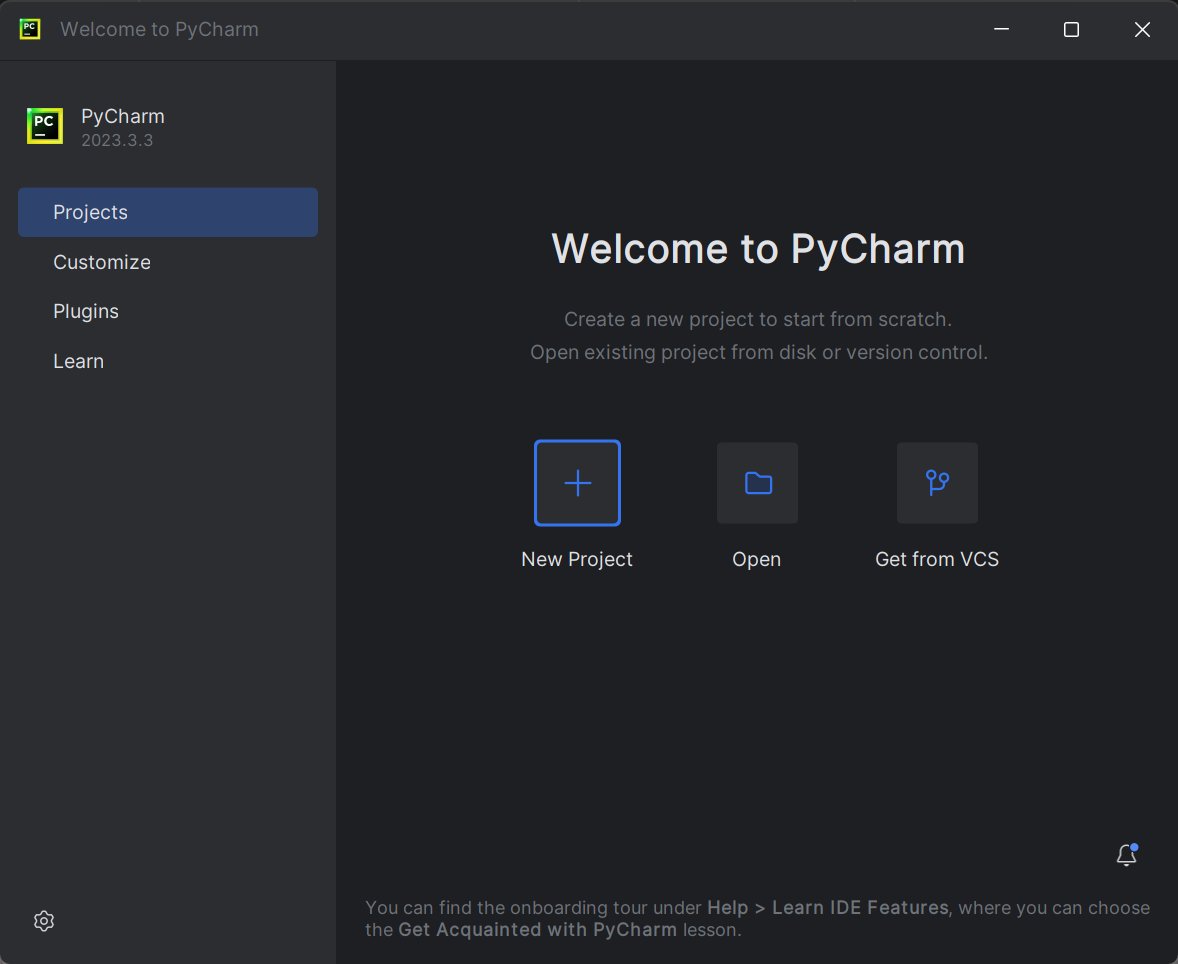 PC
Welcome to PyCharm
PC
PyCharm
2023.3.3
Projects
Customize
Plugins
Learn
Welcome to PyCharm
Create a new project to start from scratch.
Open existing project from disk or version control.
New Project
Open
Get from VCS
You can find the onboarding tour under Help > Learn IDE Features, where you can choose
the Get Acquainted with PyCharm lesson.